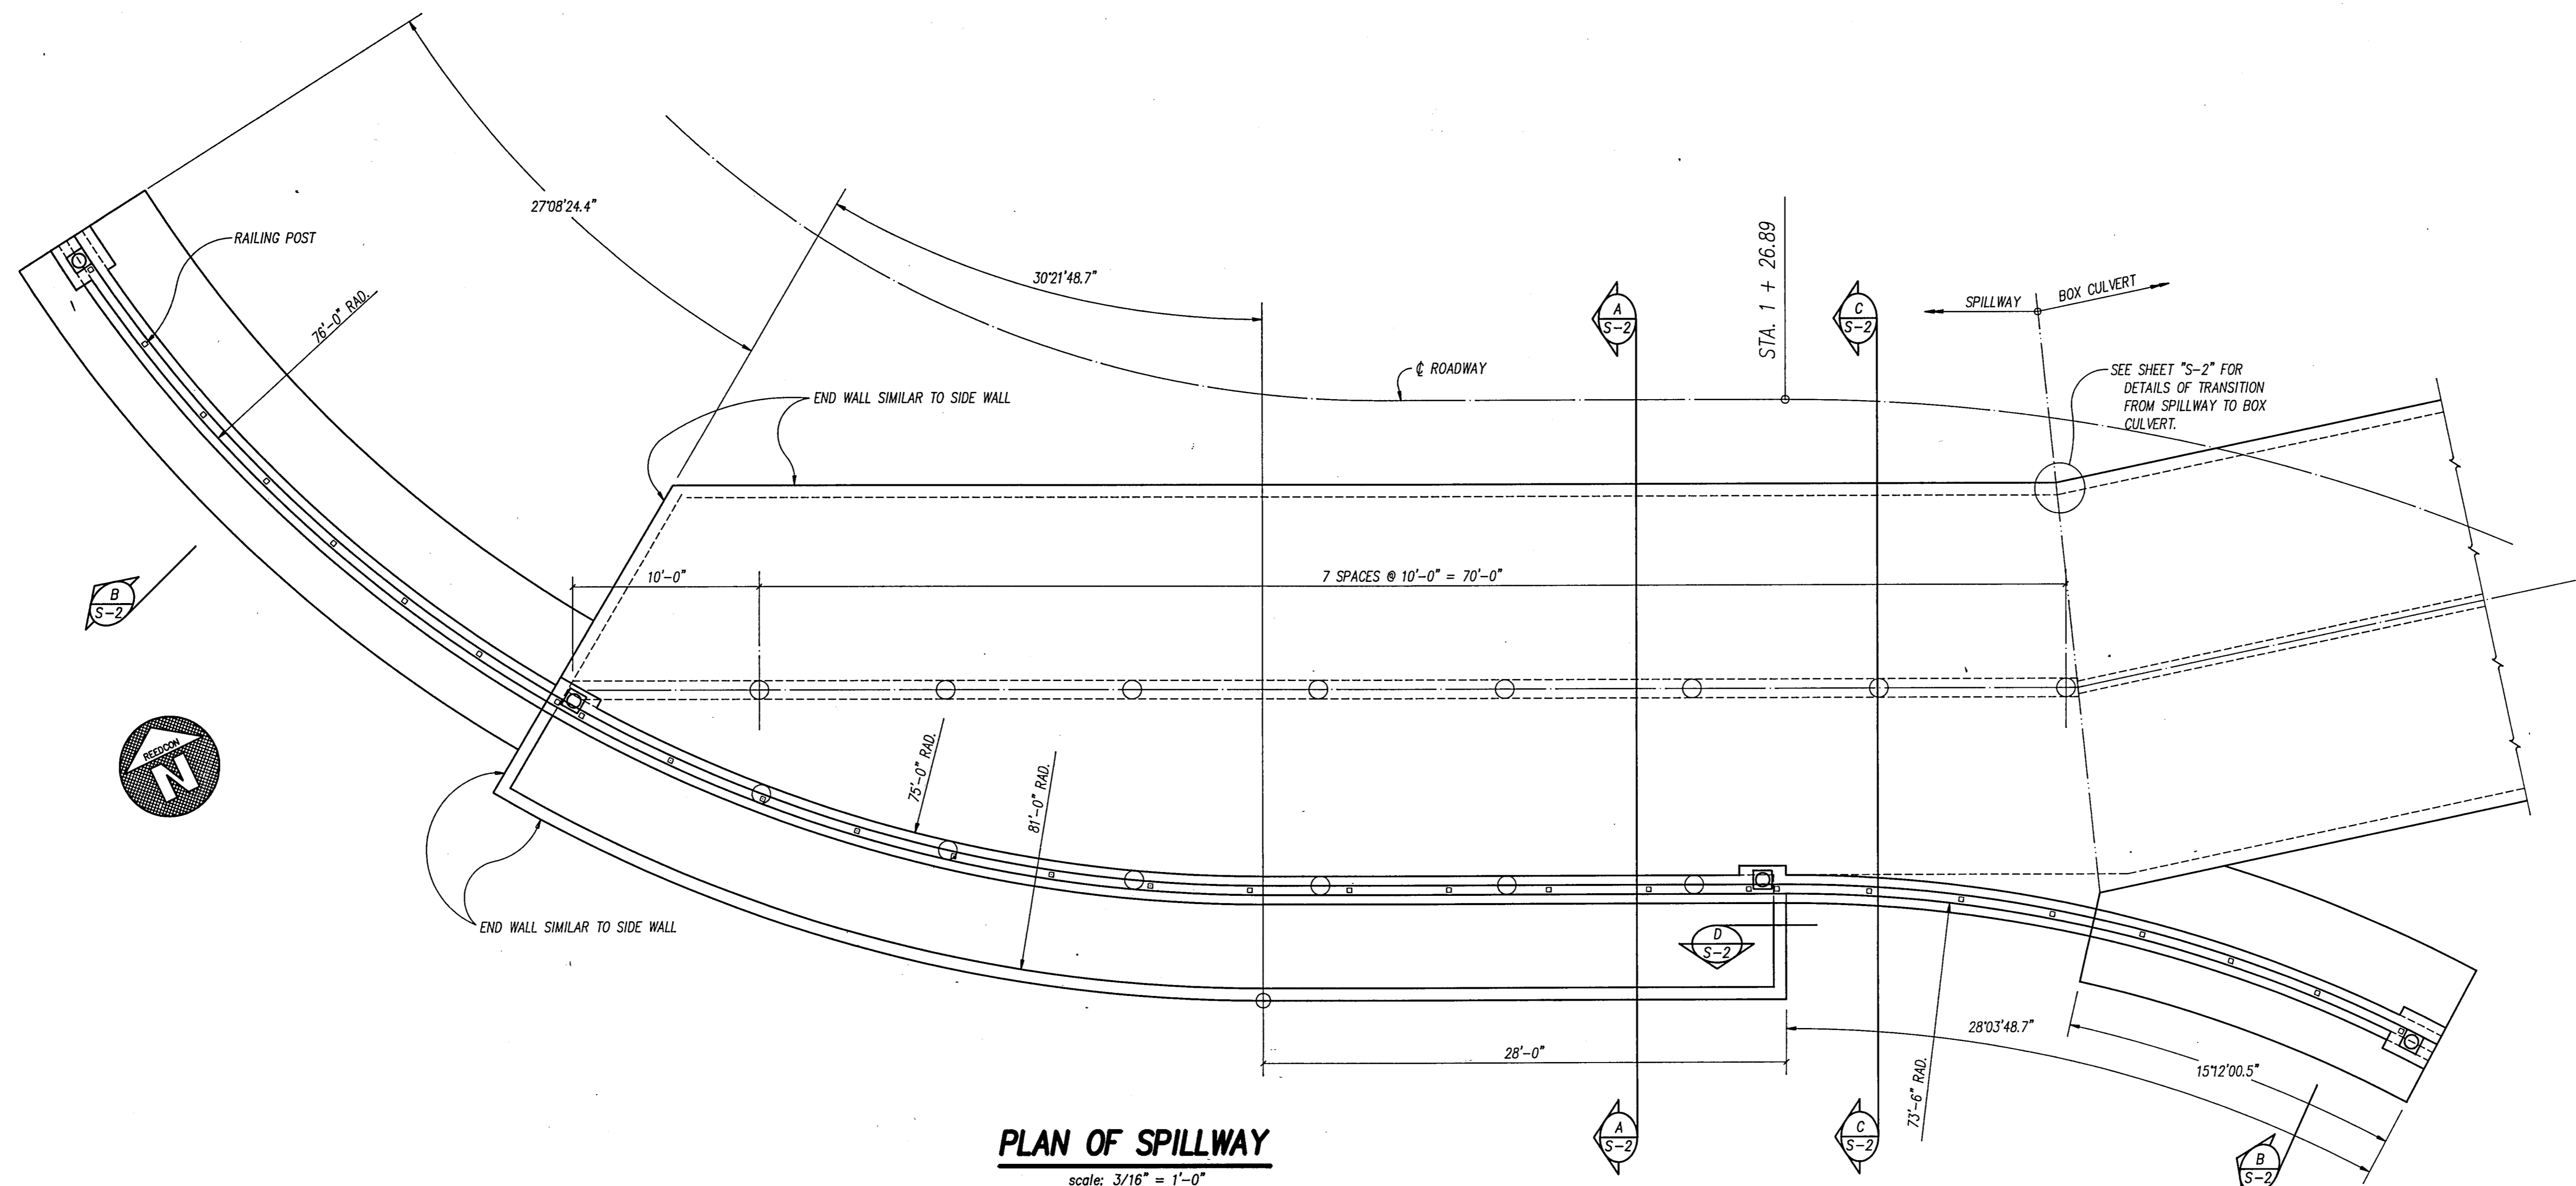 27°08'24.4"
RAILING POST
76'-0" RAD.
30°21'48.7"
STA. 1 + 26.89
A
S-2
C
S-2
SPILLWAY
BOX CULVERT
℄ ROADWAY
SEE SHEET "S-2" FOR
DETAILS OF TRANSITION
FROM SPILLWAY TO BOX
CULVERT.
END WALL SIMILAR TO SIDE WALL
10'-0"
7 SPACES @ 10'-0" = 70'-0"
B
S-2
REEDCON
N
75'-0" RAD.
81'-0" RAD.
END WALL SIMILAR TO SIDE WALL
D
S-2
28'-0"
28°03'48.7"
15°12'00.5"
73'-6" RAD.
A
S-2
C
S-2
B
S-2
PLAN OF SPILLWAY
scale: 3/16" = 1'-0"